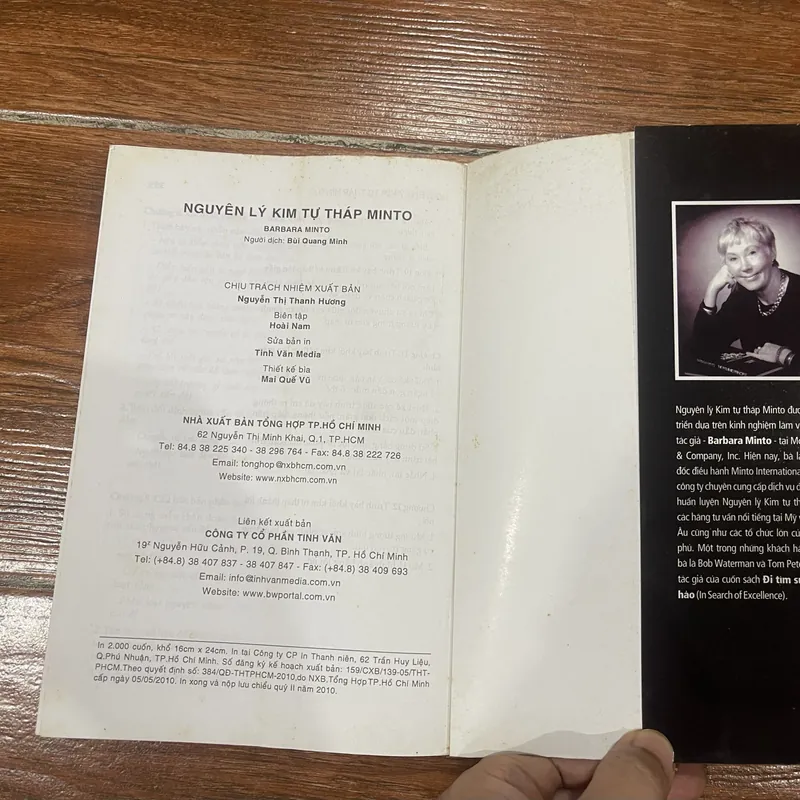 NGUYÊN LÝ KIM TỰ THÁP MINTO
BARBARA MINTO
Người dịch: Bùi Quang Minh
CHỊU TRÁCH NHIỆM XUẤT BẢN
Nguyễn Thị Thanh Hương
Biên tập
Hoài Nam
Sửa bản in
Tinh Văn Media
Thiết kế bìa
Mai Quế Vũ
NHÀ XUẤT BẢN TỔNG HỢP TP.HỒ CHÍ MINH
62 Nguyễn Thị Minh Khai, Q.1, TP.HCM
Tel: 84.8 38 225 340 - 38 296 764 - Fax: 84.8 38 222 726
Email: tonghop@nxbhcm.com.vn
Website: www.nxbhcm.com.vn
Liên kết xuất bản
CÔNG TY CỔ PHẦN TINH VĂN
19ᶜ Nguyễn Hữu Cảnh, P. 19, Q. Bình Thạnh, TP. Hồ Chí Minh
Tel: (+84.8) 38 407 837 - 38 407 847 - Fax: (+84.8) 38 409 693
Email: info@tinhvanmedia.com.vn
Website: www.bwportal.com.vn
In 2.000 cuốn, khổ 16cm x 24cm. In tại Công ty CP In Thanh niên, 62 Trần Huy Liệu,
Q.Phú Nhuận, TP.Hồ Chí Minh. Số đăng ký kế hoạch xuất bản: 159/CXB/139-05/THT-
PHCM.Theo quyết định số: 384/QĐ-THTPHCM-2010,do NXB.Tổng Hợp TP.Hồ Chí Minh
cấp ngày 05/05/2010. In xong và nộp lưu chiểu quý II năm 2010.
Nguyên lý Kim tự tháp Minto
triển dưa trên kinh nghiệm làm
tác giả - Barbara Minto - tại
& Company, Inc. Hiện nay, bà
đốc điều hành Minto International
công ty chuyên cung cấp dịch vụ
huấn luyện Nguyên lý Kim tự
các hãng tư vấn nổi tiếng tại Mỹ
Âu cũng như các tổ chức lớn
phủ. Một trong những khách
bà là Bob Waterman và Tom
tác giả của cuốn sách Đi tìm
hảo (In Search of Excellence).